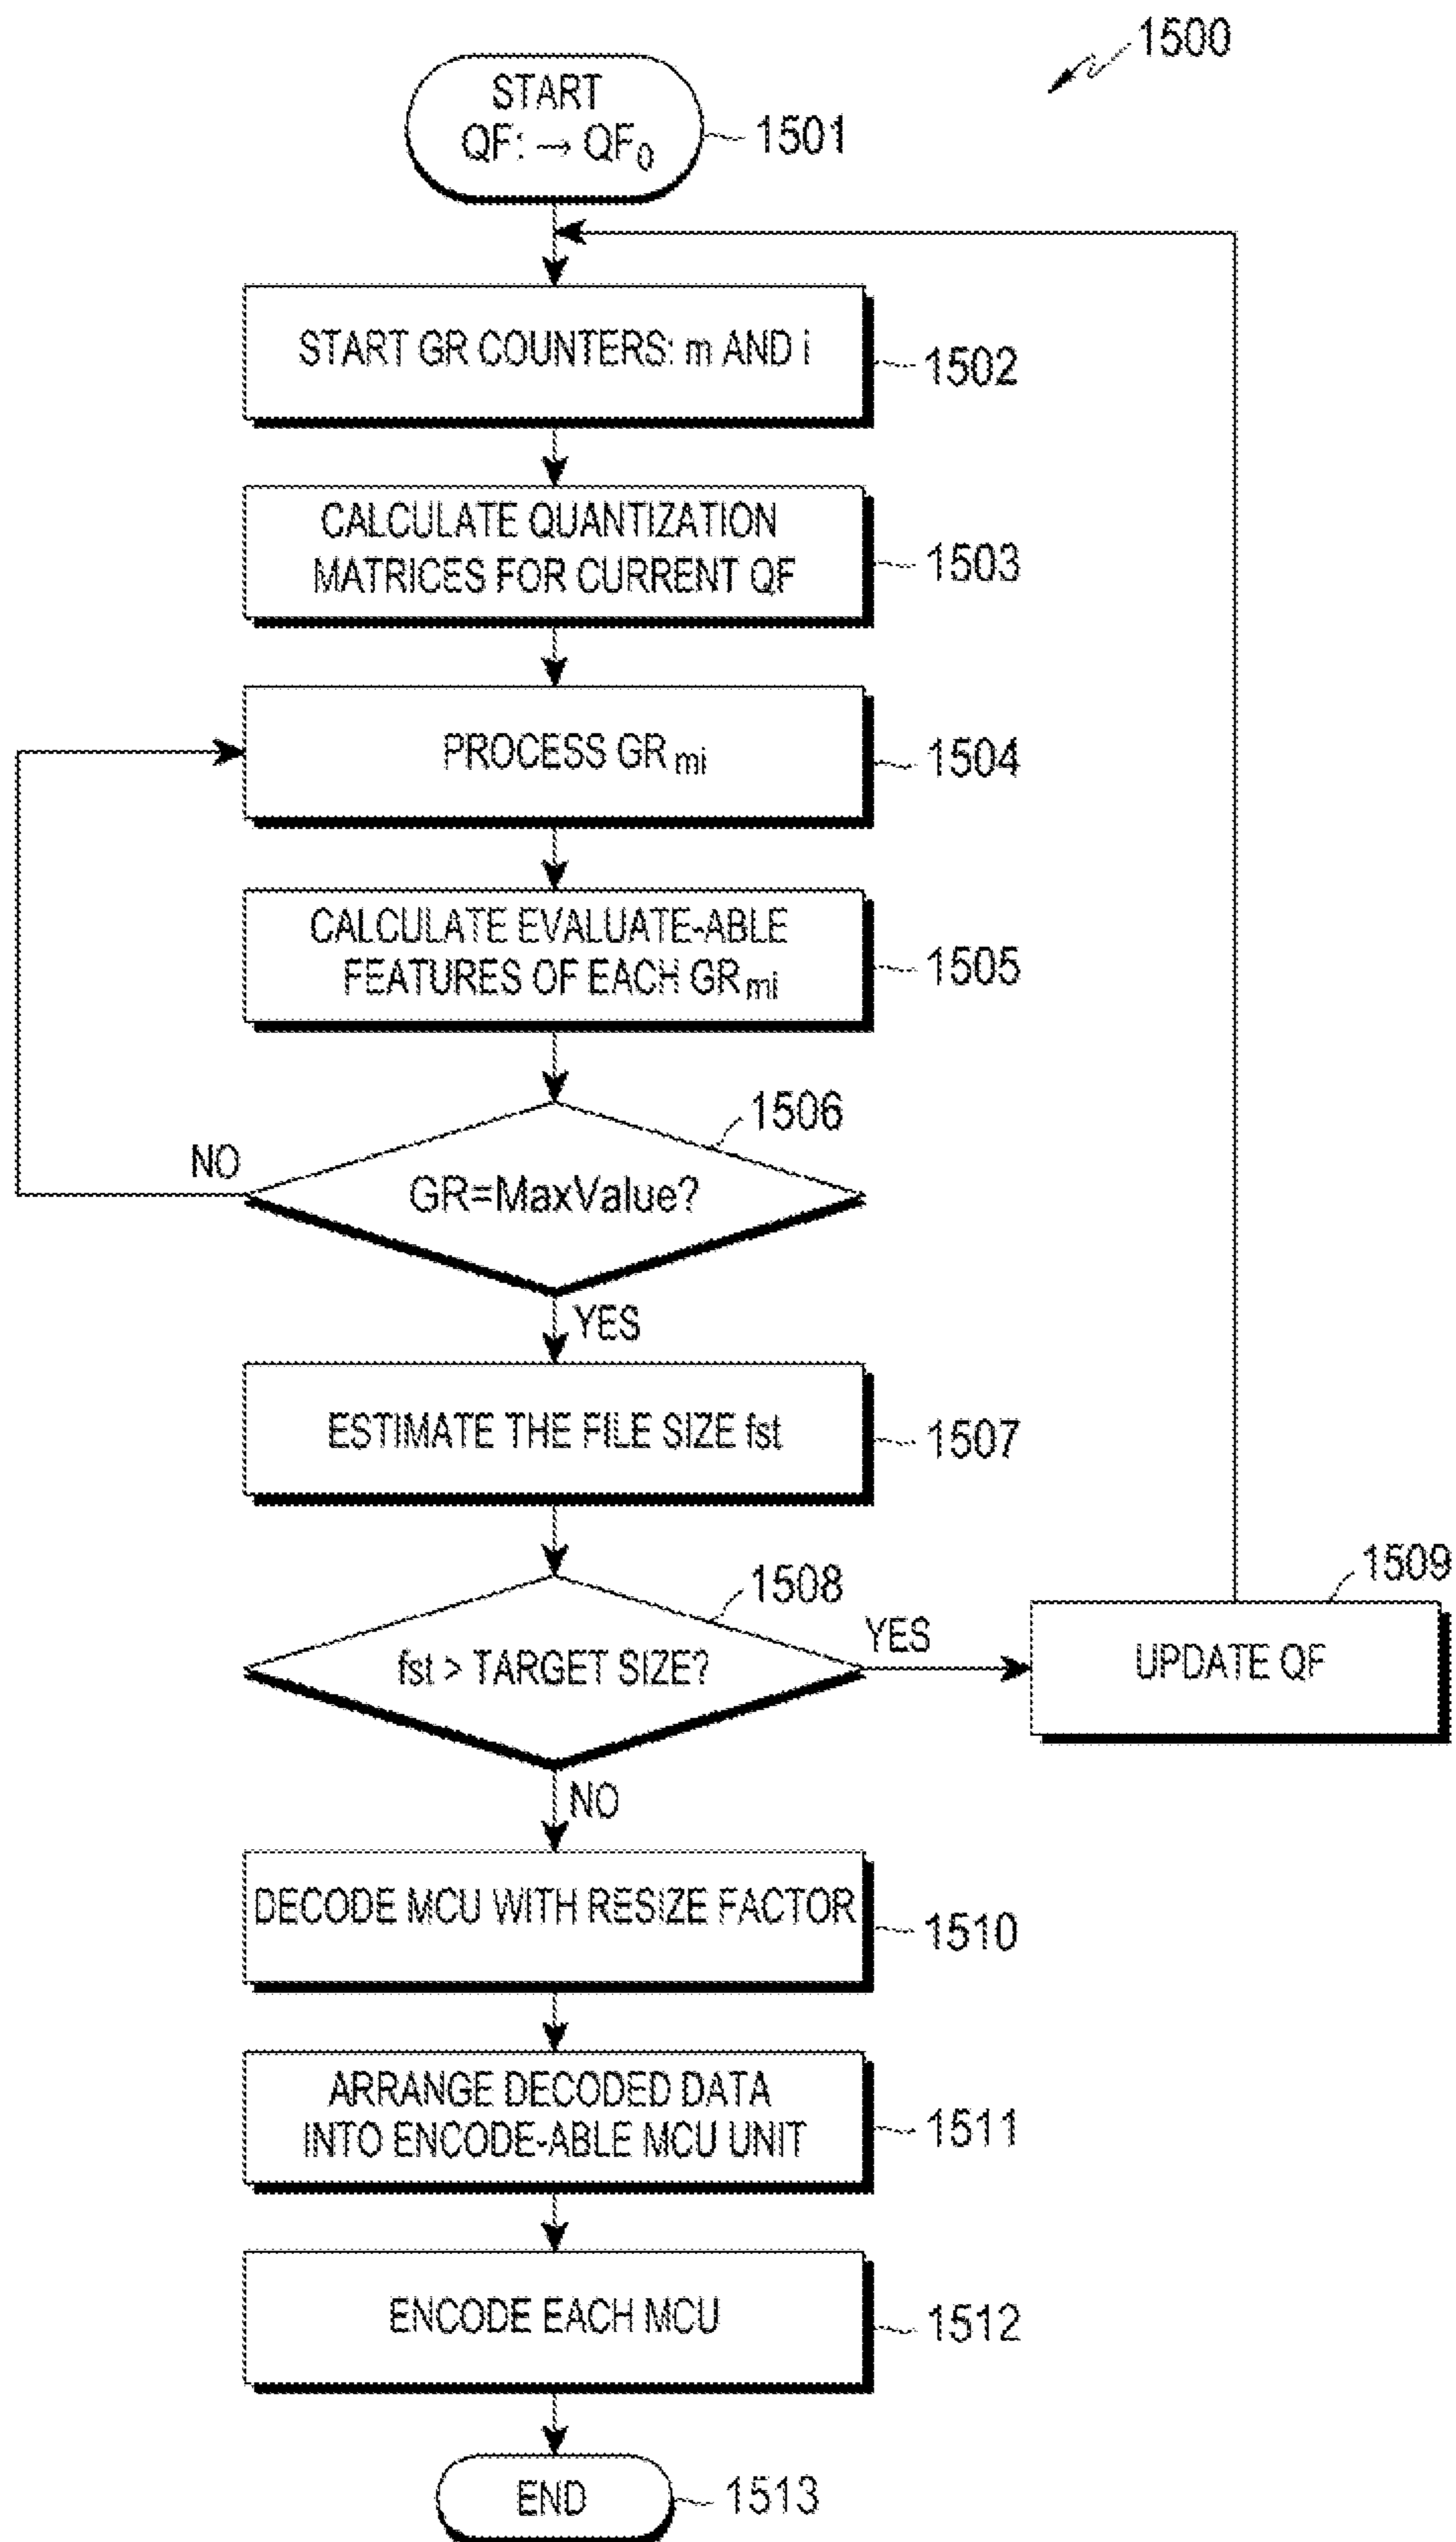 1500
START
QF: → QF0
1501
START GR COUNTERS: m AND i
1502
CALCULATE QUANTIZATION
MATRICES FOR CURRENT QF
1503
PROCESS GRmi
1504
CALCULATE EVALUATE-ABLE
FEATURES OF EACH GRmi
1505
1506
NO
GR=MaxValue?
YES
ESTIMATE THE FILE SIZE fst
1507
1508
1509
fst > TARGET SIZE?
YES
UPDATE QF
NO
DECODE MCU WITH RESIZE FACTOR
1510
ARRANGE DECODED DATA
INTO ENCODE-ABLE MCU UNIT
1511
ENCODE EACH MCU
1512
END
1513